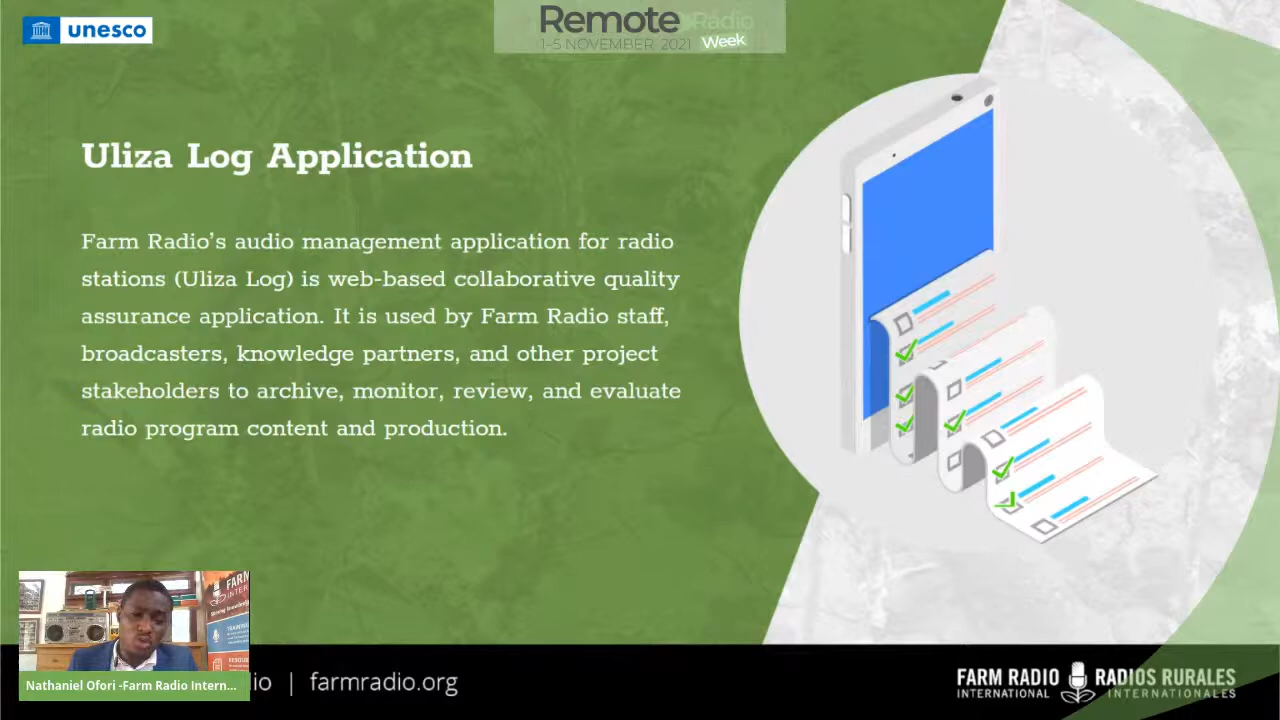 unesco
Remote Radio
1-5 NOVEMBER 2021 Week
Uliza Log Application
Farm Radio's audio management application for radio
stations (Uliza Log) is web-based collaborative quality
assurance application. It is used by Farm Radio staff,
broadcasters, knowledge partners, and other project
stakeholders to archive, monitor, review, and evaluate
radio program content and production.
FARM
TRAINING
Nathaniel Ofori -Farm Radio Intern...
dio | farmradio.org
FARM RADIO RADIOS RURALES
INTERNATIONAL INTERNATIONALES